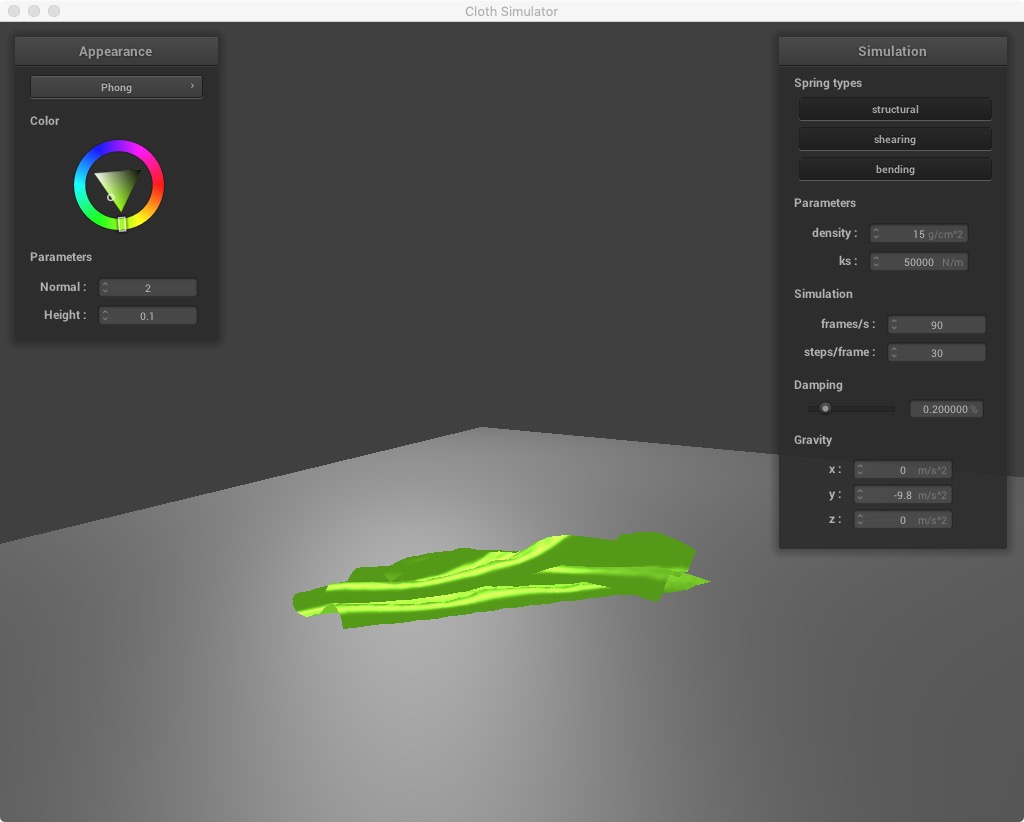 Cloth Simulator
Appearance
Phong
Color
Parameters
Normal : 2
Height : 0.1
Simulation
Spring types
structural
shearing
bending
Parameters
density : 15 g/cm^2
ks : 50000 N/m
Simulation
frames/s : 90
steps/frame : 30
Damping
0.200000 %
Gravity
x : 0 m/s^2
y : -9.8 m/s^2
z : 0 m/s^2